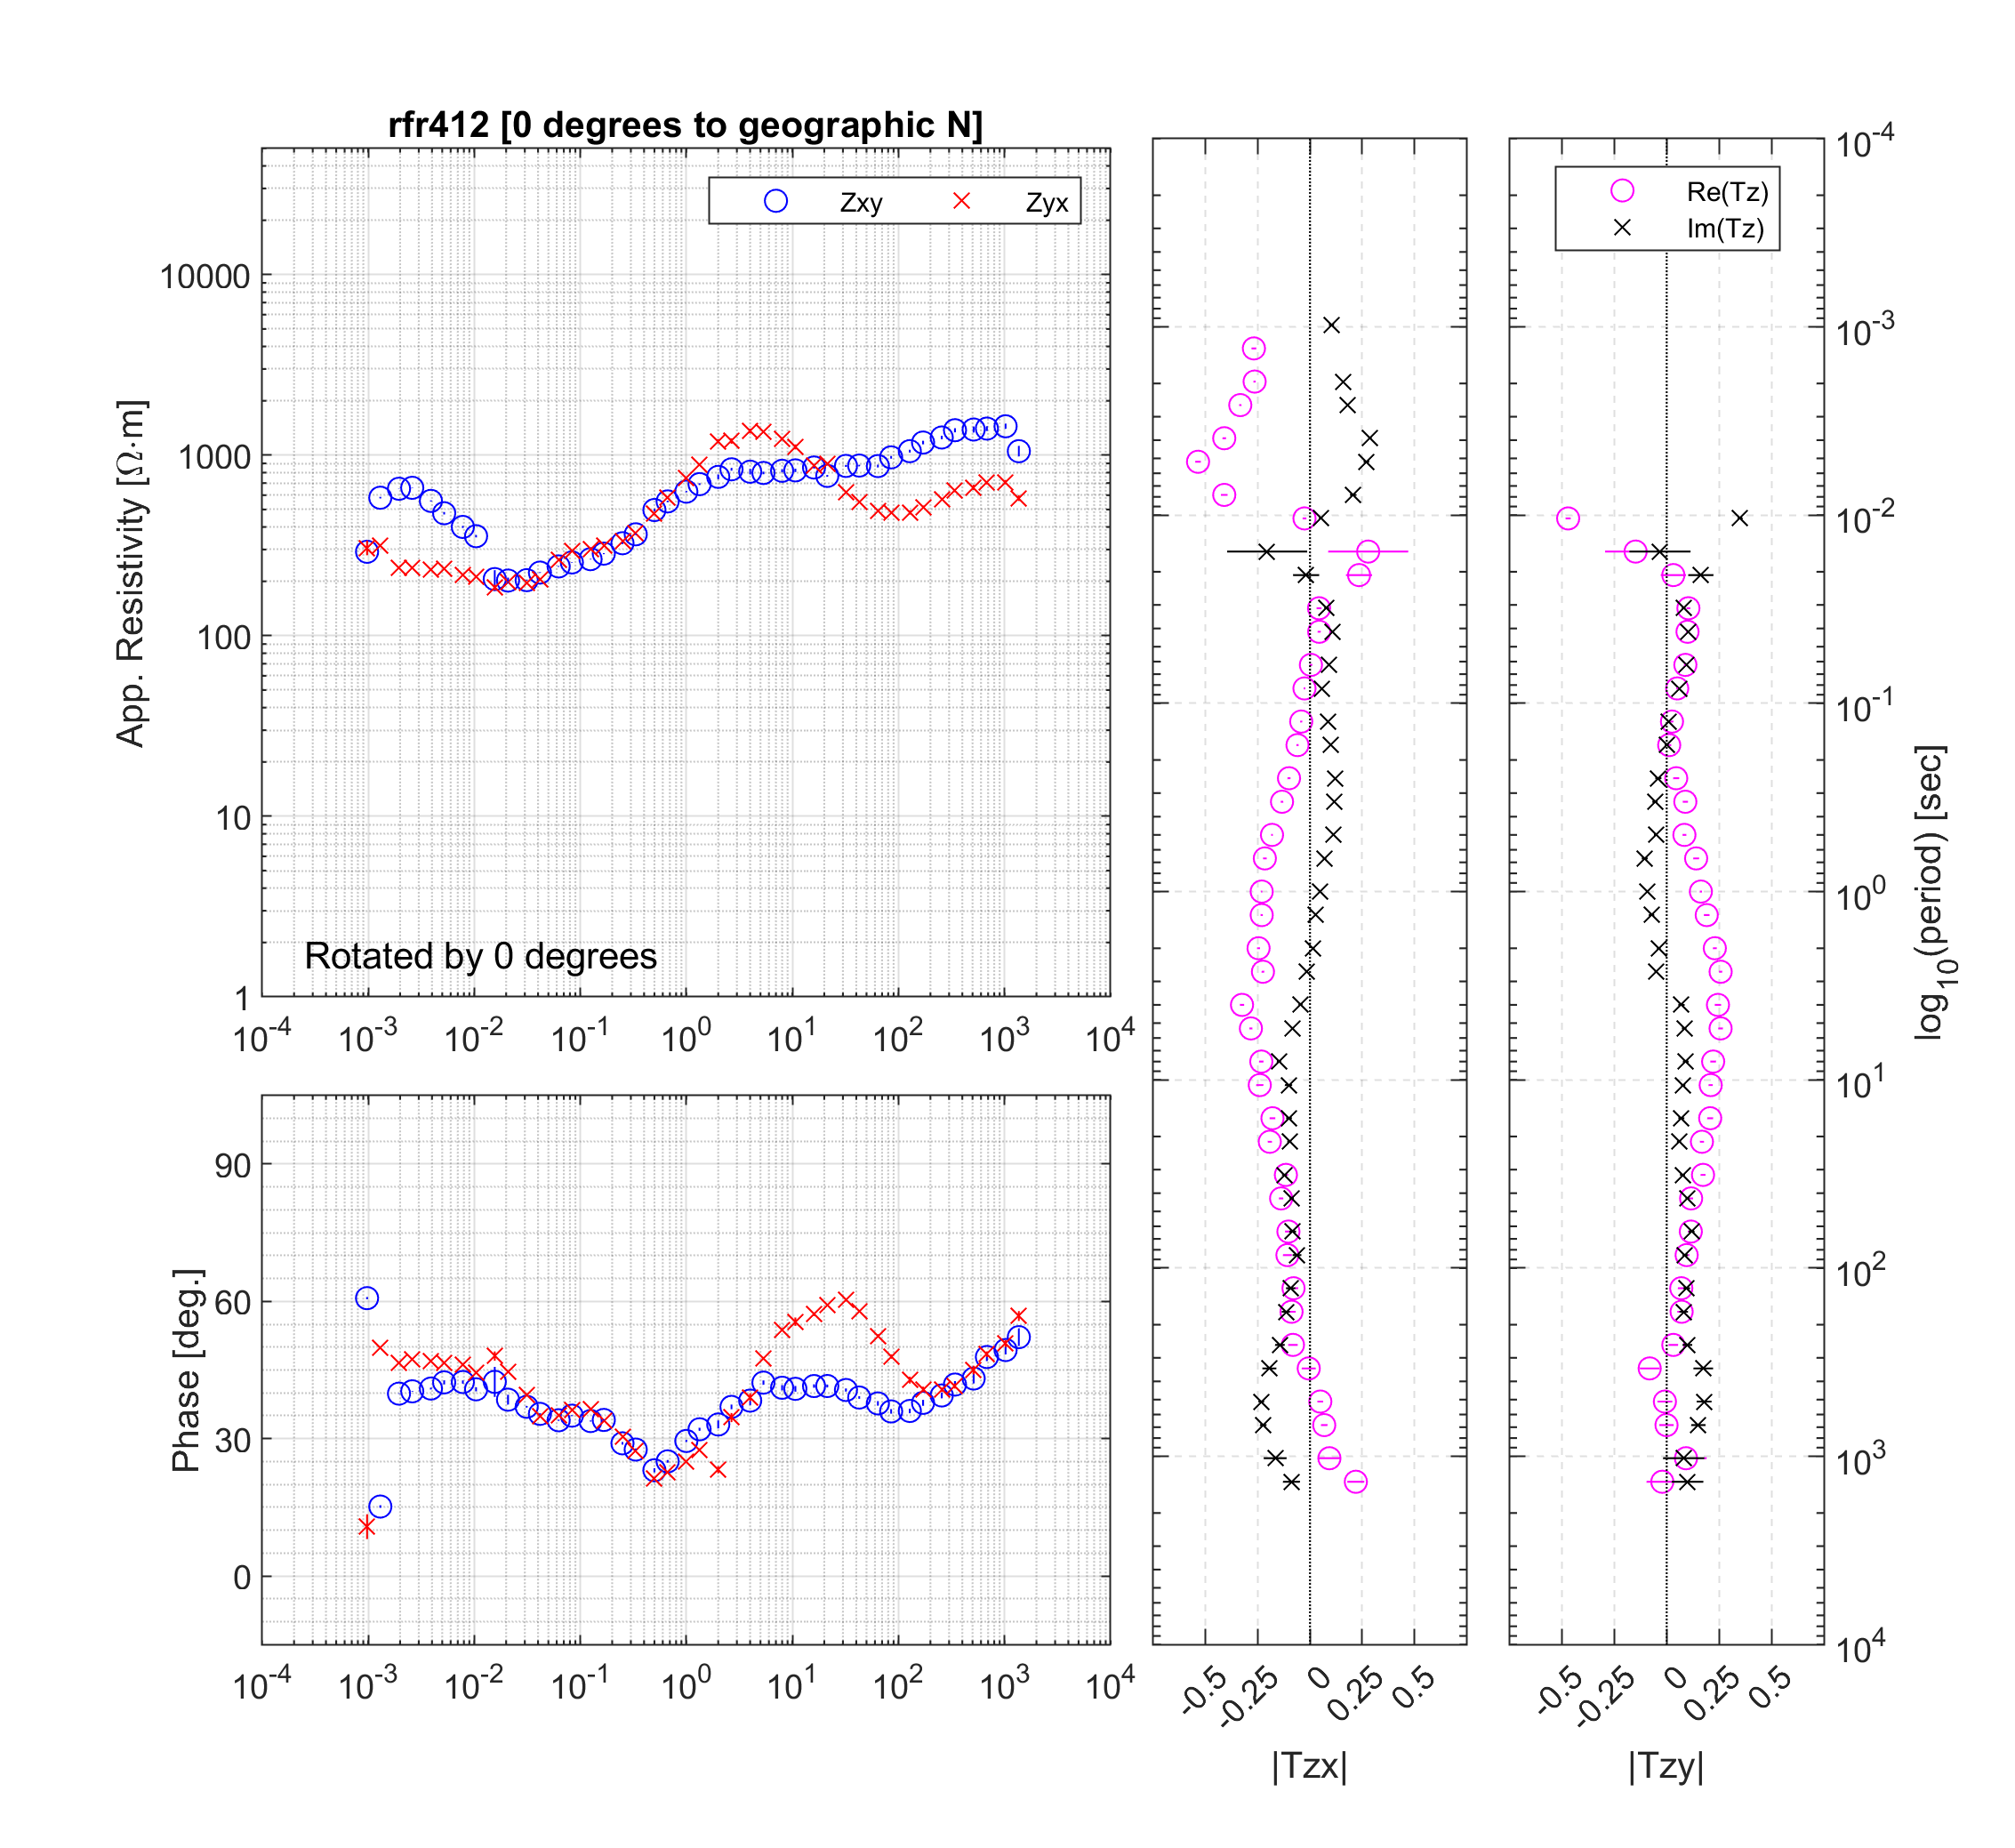 rfr412 [0 degrees to geographic N]
Zxy Zyx
App. Resistivity [Ω·m]
10000
1000
100
10
1
Rotated by 0 degrees
10-4 10-3 10-2 10-1 100 101 102 103 104
Phase [deg.]
90
60
30
0
10-4 10-3 10-2 10-1 100 101 102 103 104
-0.5 -0.25 0 0.25 0.5
|Tzx|
Re(Tz)
Im(Tz)
-0.5 -0.25 0 0.25 0.5
|Tzy|
10-4
10-3
10-2
10-1
100
101
102
103
104
log10(period) [sec]